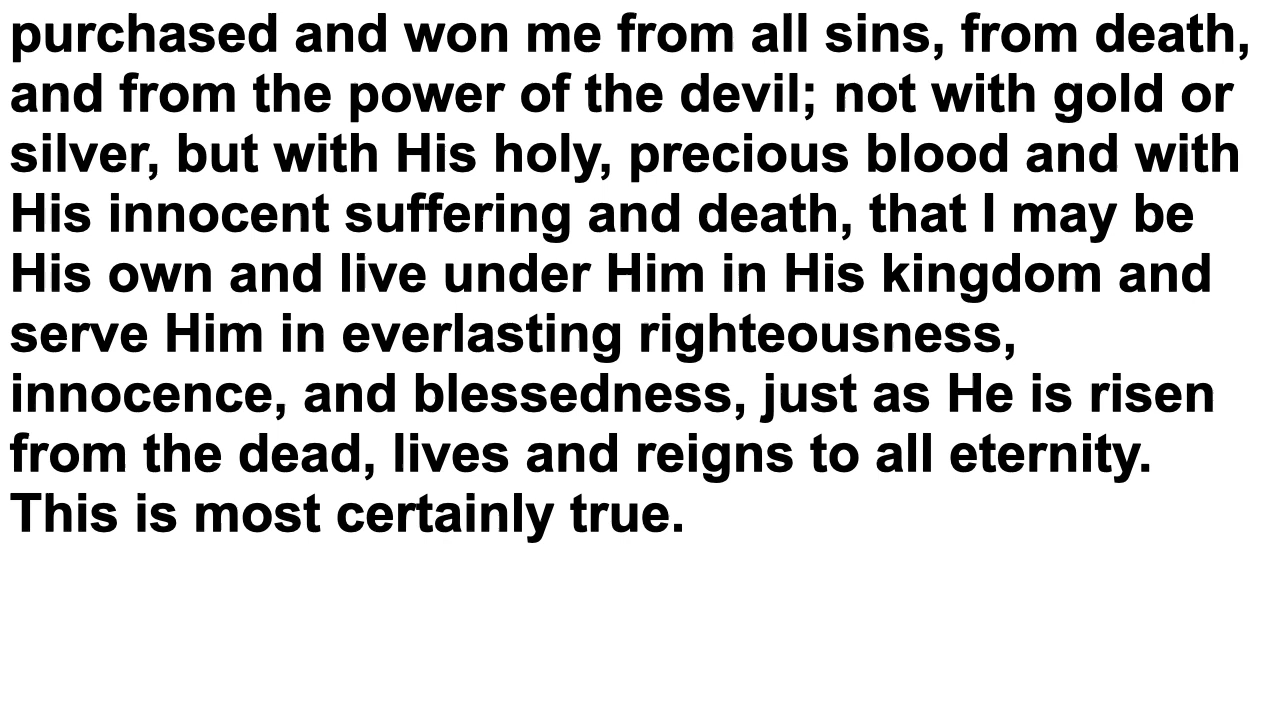 purchased and won me from all sins, from death,
and from the power of the devil; not with gold or
silver, but with His holy, precious blood and with
His innocent suffering and death, that I may be
His own and live under Him in His kingdom and
serve Him in everlasting righteousness,
innocence, and blessedness, just as He is risen
from the dead, lives and reigns to all eternity.
This is most certainly true.